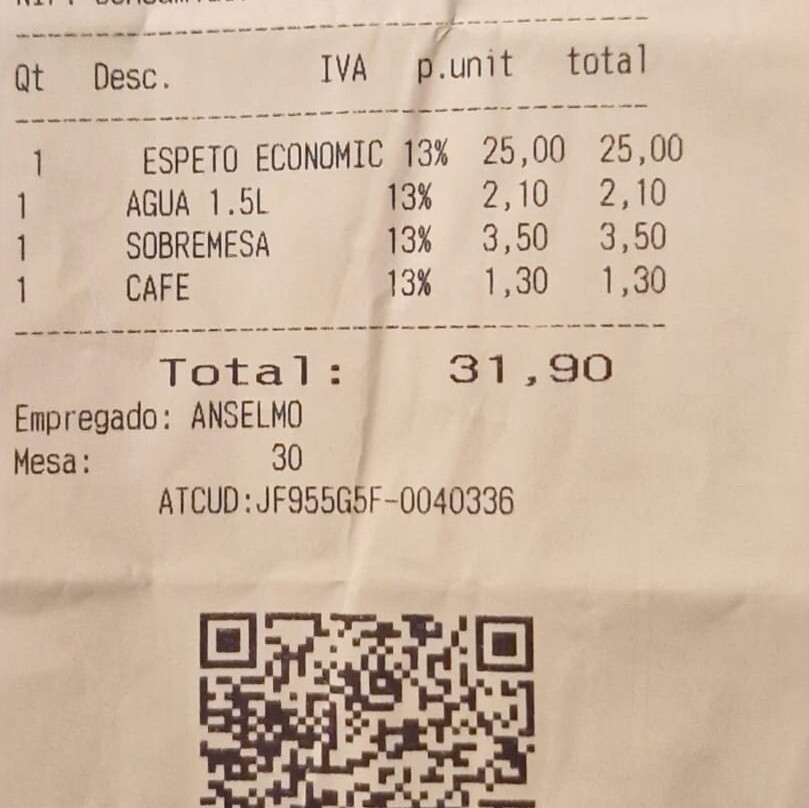 Qt Desc. IVA p.unit total
1 ESPETO ECONOMIC 13% 25,00 25,00
1 AGUA 1.5L 13% 2,10 2,10
1 SOBREMESA 13% 3,50 3,50
1 CAFE 13% 1,30 1,30
Total: 31,90
Empregado: ANSELMO
Mesa: 30
ATCUD:JF955G5F-0040336